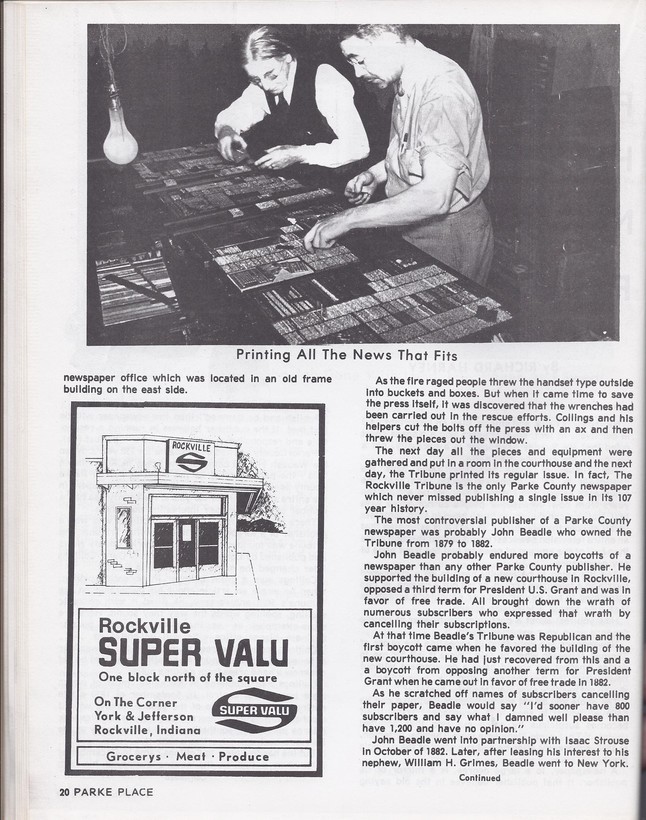 Printing All The News That Fits
newspaper office which was located in an old frame
building on the east side.
ROCKVILLE
Rockville
SUPER VALU
One block north of the square
On The Corner
York & Jefferson
Rockville, Indiana
SUPER VALU
Grocerys · Meat · Produce
As the fire raged people threw the handset type outside
into buckets and boxes. But when it came time to save
the press itself, it was discovered that the wrenches had
been carried out in the rescue efforts. Collings and his
helpers cut the bolts off the press with an ax and then
threw the pieces out the window.
The next day all the pieces and equipment were
gathered and put in a room in the courthouse and the next
day, the Tribune printed its regular issue. In fact, The
Rockville Tribune is the only Parke County newspaper
which never missed publishing a single issue in its 107
year history.
The most controversial publisher of a Parke County
newspaper was probably John Beadle who owned the
Tribune from 1879 to 1882.
John Beadle probably endured more boycotts of a
newspaper than any other Parke County publisher. He
supported the building of a new courthouse in Rockville,
opposed a third term for President U.S. Grant and was in
favor of free trade. All brought down the wrath of
numerous subscribers who expressed that wrath by
cancelling their subscriptions.
At that time Beadle's Tribune was Republican and the
first boycott came when he favored the building of the
new courthouse. He had just recovered from this and a
a boycott from opposing another term for President
Grant when he came out in favor of free trade in 1882.
As he scratched off names of subscribers cancelling
their paper, Beadle would say "I'd sooner have 800
subscribers and say what I damned well please than
have 1,200 and have no opinion."
John Beadle went into partnership with Isaac Strouse
in October of 1882. Later, after leasing his interest to his
nephew, William H. Grimes, Beadle went to New York.
Continued
20 PARKE PLACE